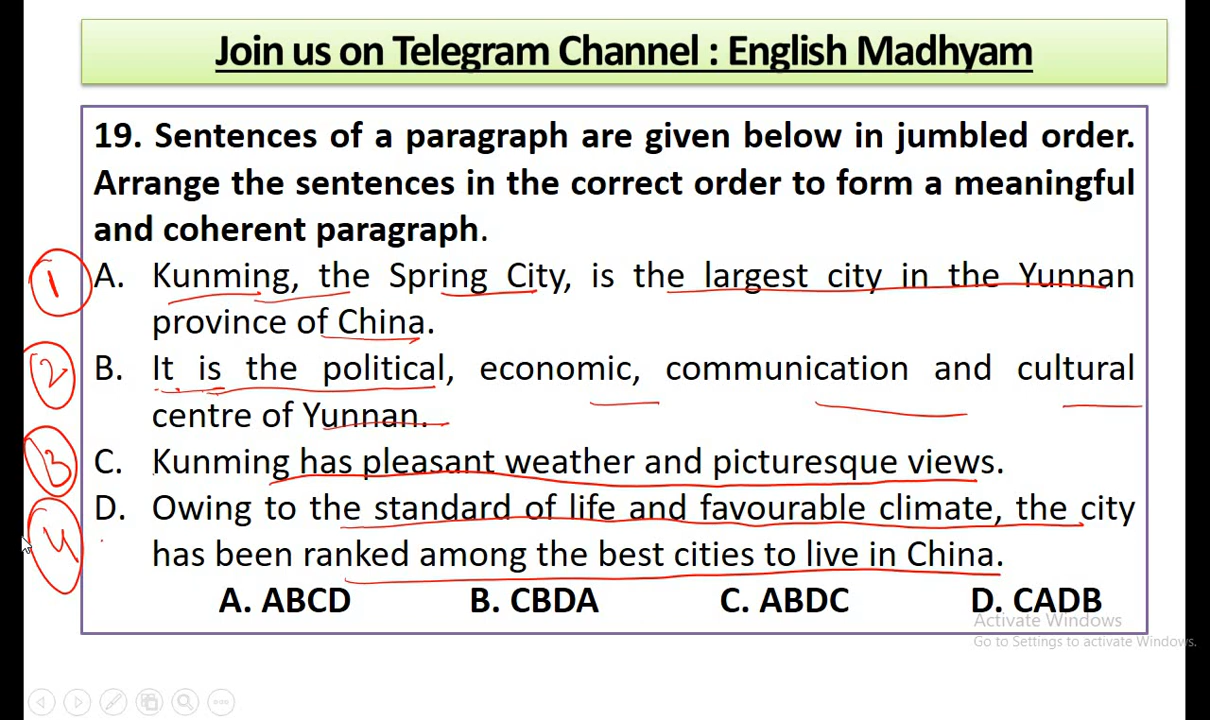 Join us on Telegram Channel : English Madhyam
19. Sentences of a paragraph are given below in jumbled order.
Arrange the sentences in the correct order to form a meaningful
and coherent paragraph.
1 A. Kunming, the Spring City, is the largest city in the Yunnan
province of China.
2 B. It is the political, economic, communication and cultural
centre of Yunnan.
3 C. Kunming has pleasant weather and picturesque views.
4 D. Owing to the standard of life and favourable climate, the city
has been ranked among the best cities to live in China.
A. ABCD B. CBDA C. ABDC D. CADB
Activate Windows
Go to Settings to activate Windows.